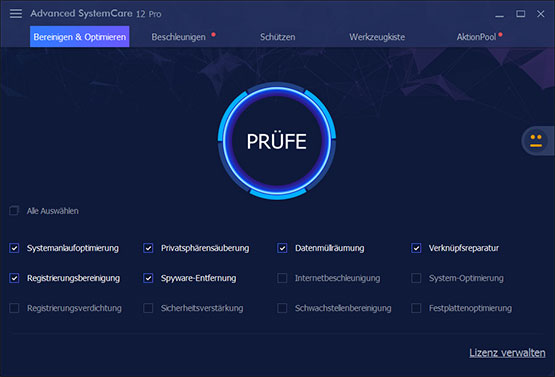 Advanced SystemCare 12 Pro
Bereinigen & Optimieren Beschleunigen Schützen Werkzeugkiste AktionPool
PRÜFE
Alle Auswählen
Systemanlaufoptimierung Privatsphärensäuberung Datenmüllräumung Verknüpfsreparatur
Registrierungsbereinigung Spyware-Entfernung Internetbeschleunigung System-Optimierung
Registrierungsverdichtung Sicherheitsverstärkung Schwachstellenbereinigung Festplattenoptimierung
Lizenz verwalten